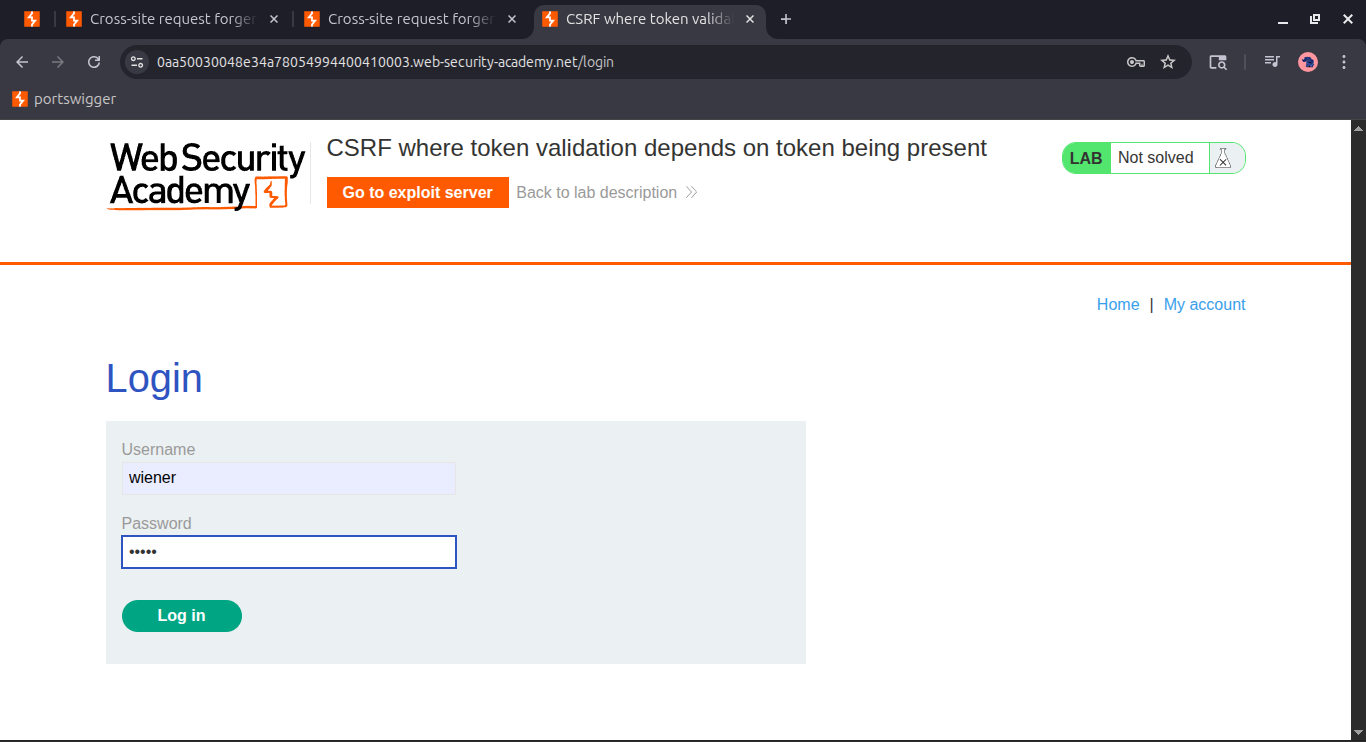 Cross-site request forger
Cross-site request forger
CSRF where token valida
0aa50030048e34a78054994400410003.web-security-academy.net/login
portswigger
Web Security
Academy
CSRF where token validation depends on token being present
Go to exploit server
Back to lab description
LAB
Not solved
Home | My account
Login
Username
wiener
Password
•••••
Log in